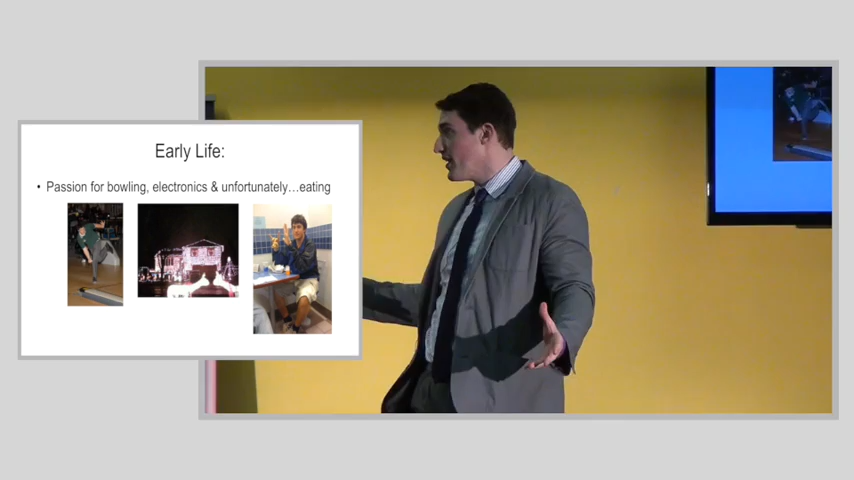 Early Life:
• Passion for bowling, electronics & unfortunately…eating